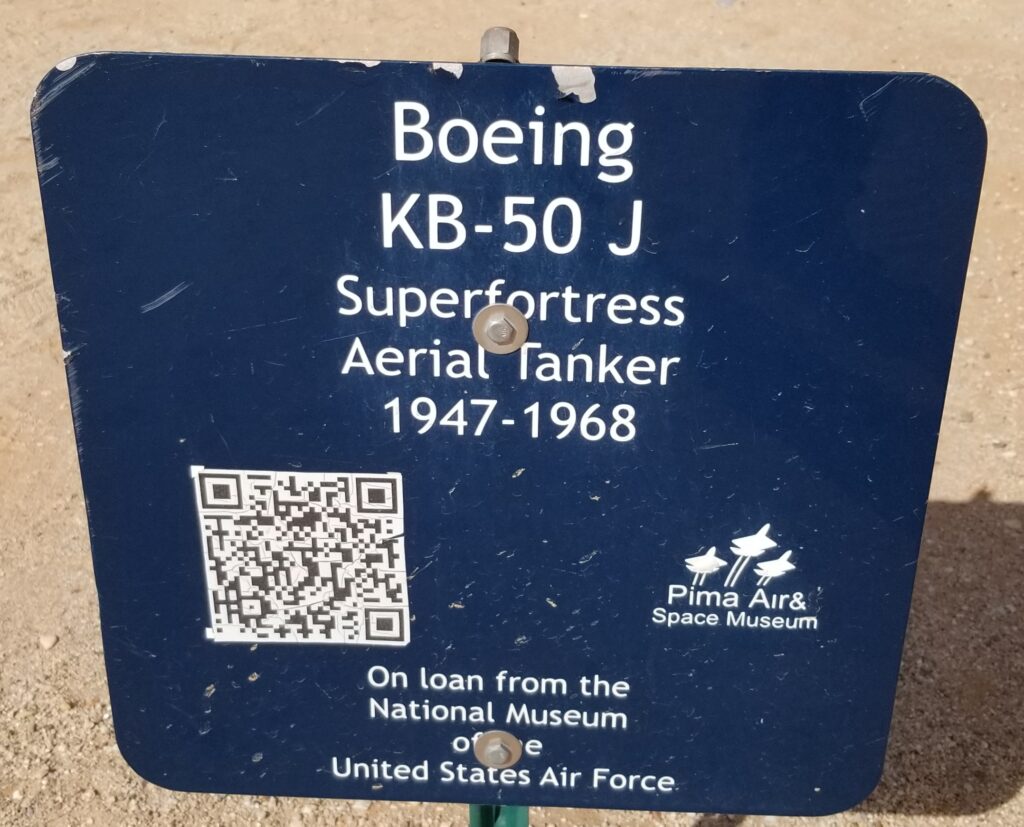 Boeing
KB-50 J
Superfortress
Aerial Tanker
1947-1968
Pima Air&
Space Museum
On loan from the
National Museum
of the
United States Air Force